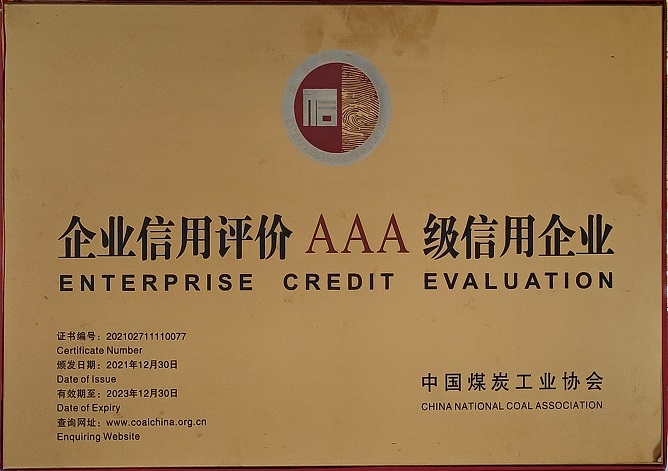 信
企业信用评价 AAA 级信用企业
ENTERPRISE CREDIT EVALUATION
证书编号：202102711110077
Certificate Number
颁发日期：2021年12月30日
Date of Issue
有效期至：2023年12月30日
Date of Expiry
查询网址：www.coalchina.org.cn
Enquiring Website
中国煤炭工业协会
CHINA NATIONAL COAL ASSOCIATION